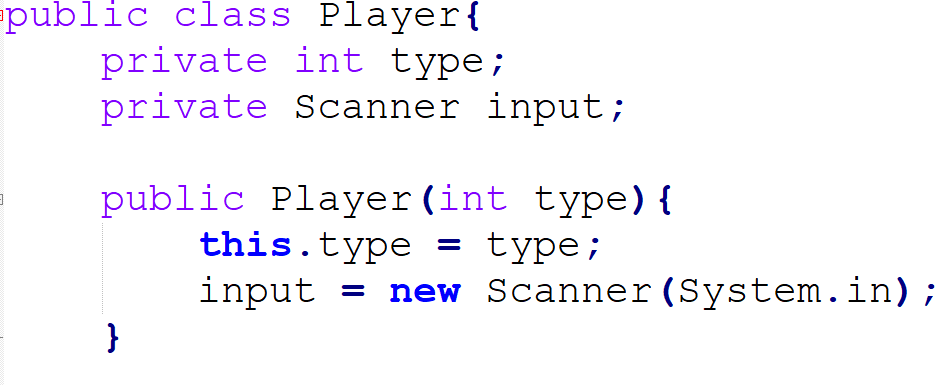 public class Player{
private int type;
private Scanner input;
public Player(int type){
this.type = type;
input = new Scanner(System.in);
}